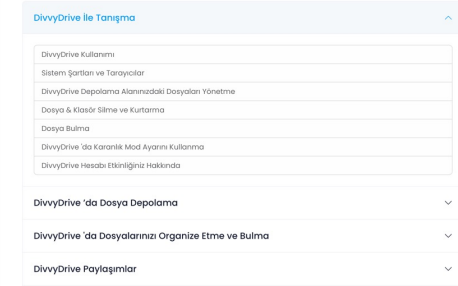 DivvyDrive İle Tanışma
DivvyDrive Kullanımı
Sistem Şartları ve Tarayıcılar
DivvyDrive Depolama Alanınızdaki Dosyaları Yönetme
Dosya & Klasör Silme ve Kurtarma
Dosya Bulma
DivvyDrive 'da Karanlık Mod Ayarını Kullanma
DivvyDrive Hesabı Etkinliğiniz Hakkında
DivvyDrive 'da Dosya Depolama
DivvyDrive 'da Dosyalarınızı Organize Etme ve Bulma
DivvyDrive Paylaşımlar